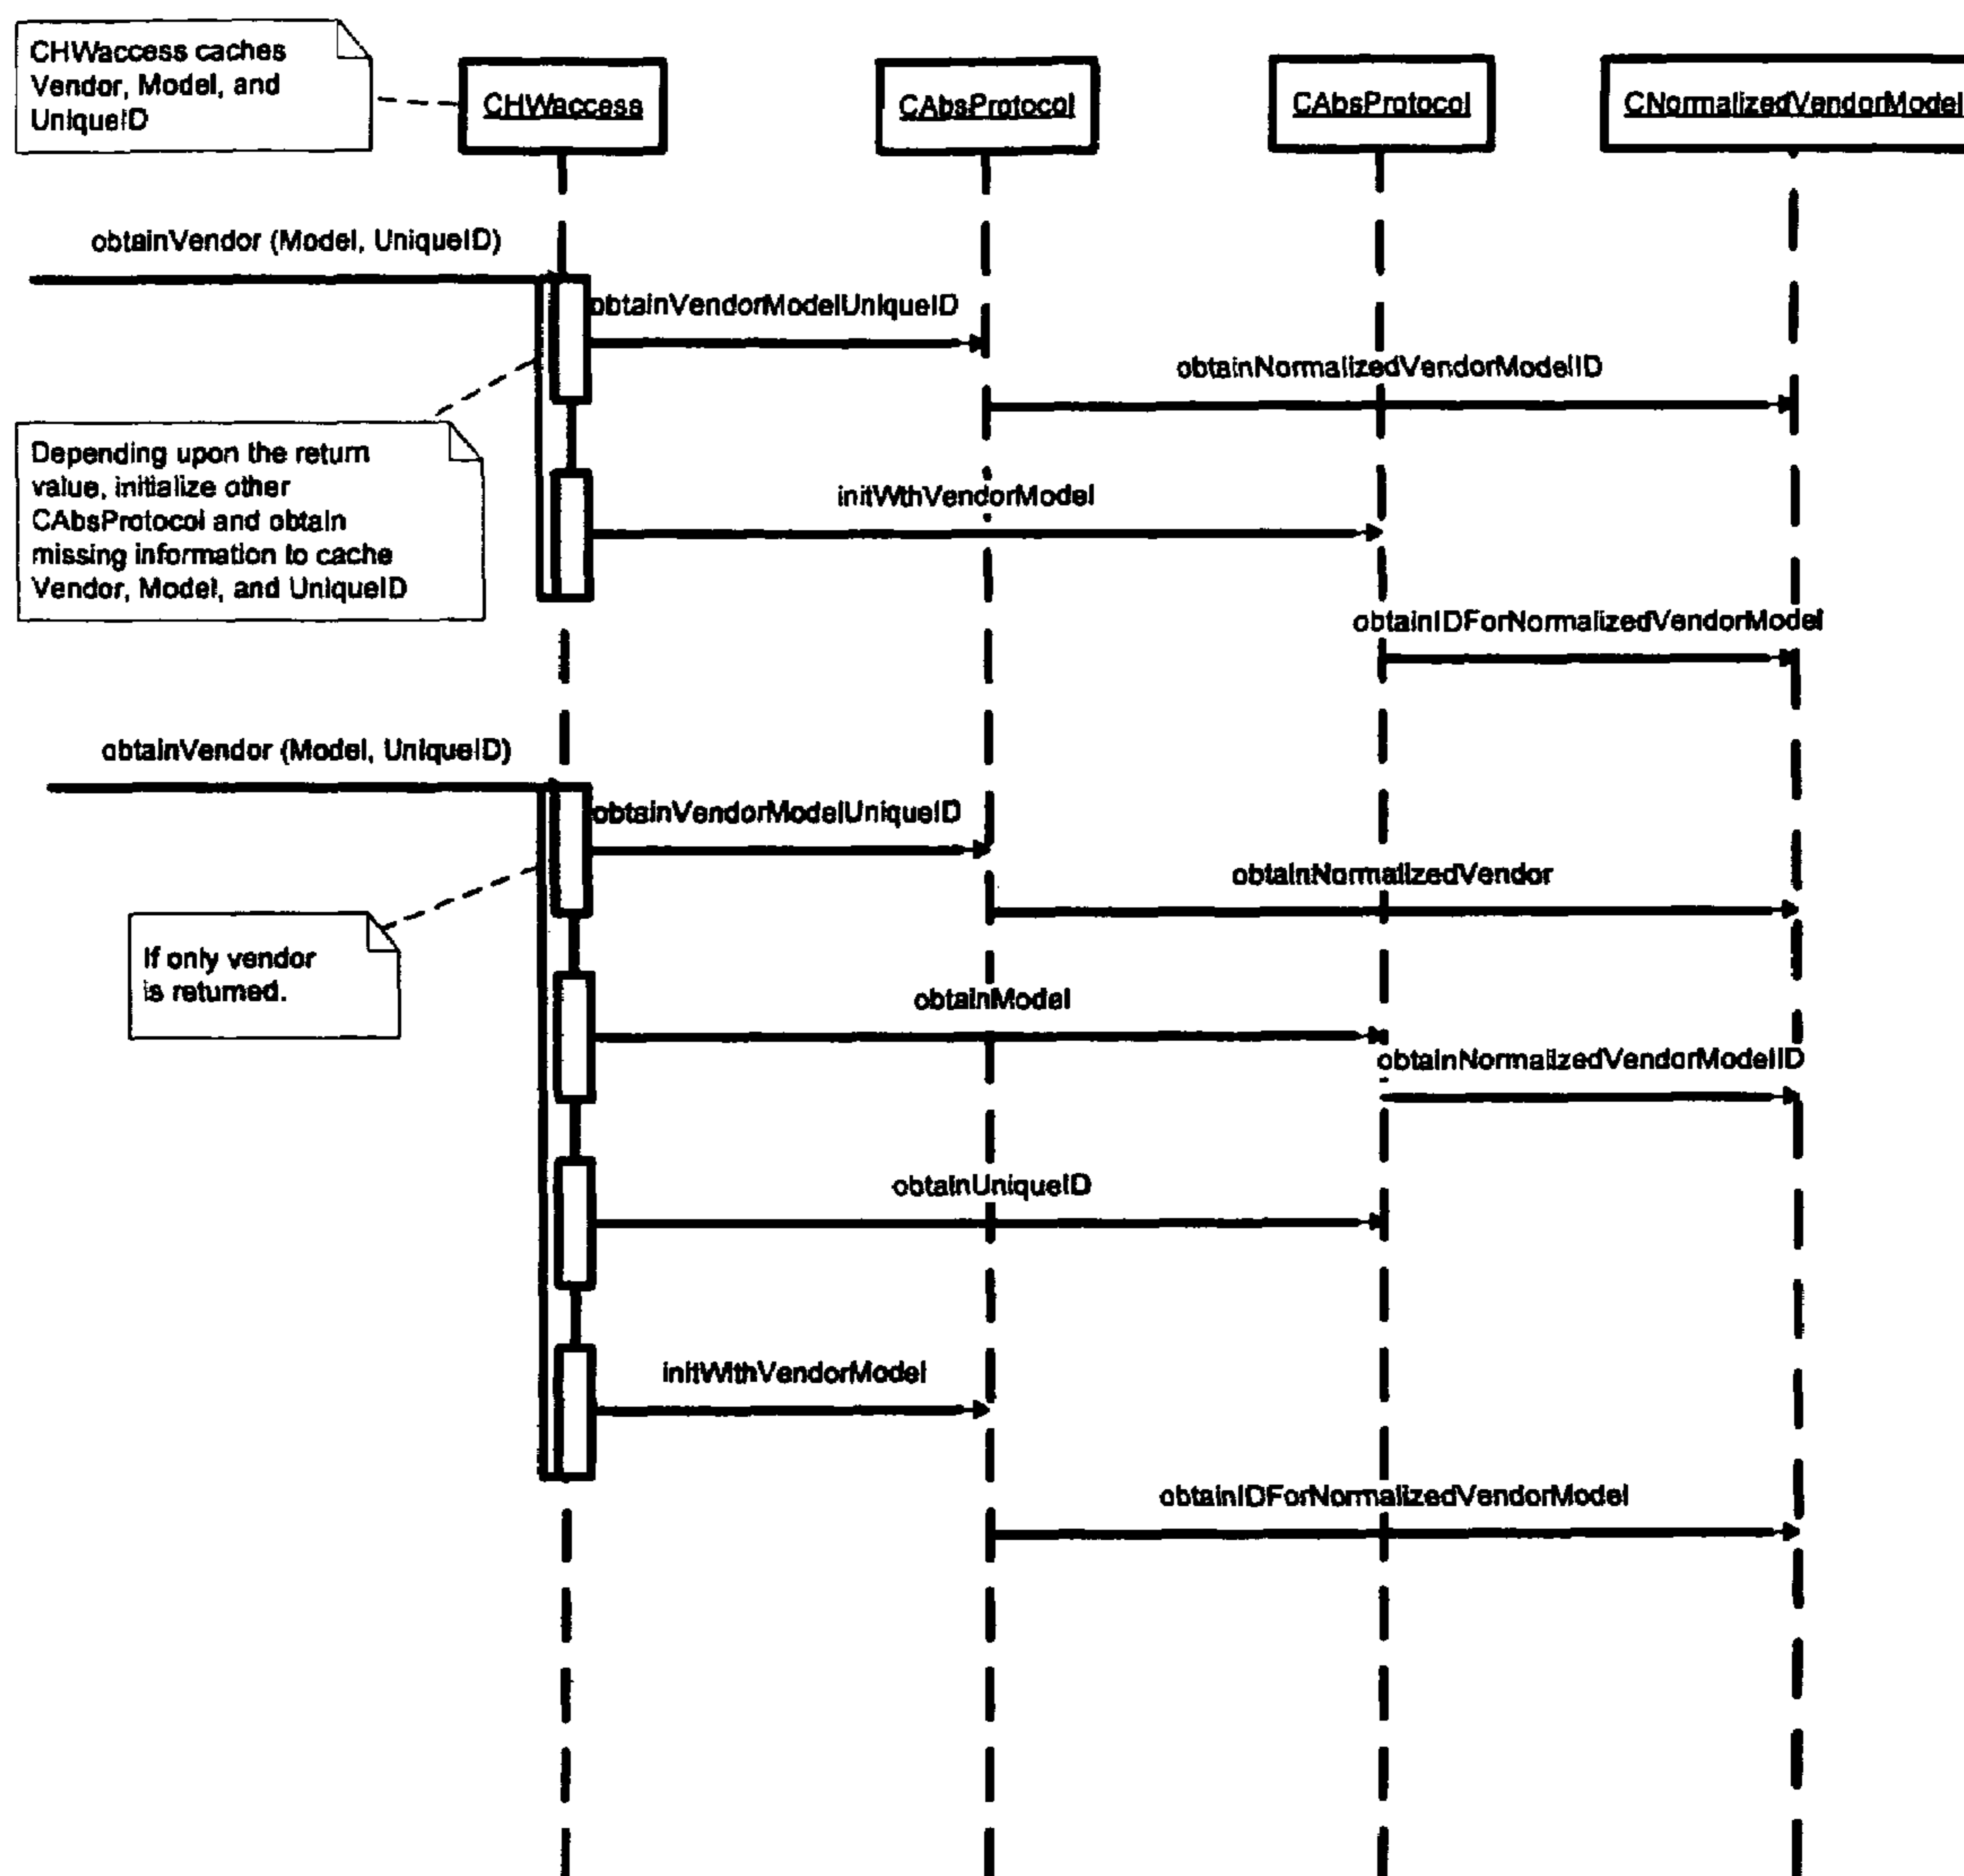 CHWaccess caches
Vendor, Model, and
UniqueID
CHWaccess
CAbsProtocol
CAbsProtocol
CNormalizedVendorModel
obtainVendor (Model, UniqueID)
obtainVendorModelUniqueID
obtainNormalizedVendorModelID
Depending upon the return
value, initialize other
CAbsProtocol and obtain
missing information to cache
Vendor, Model, and UniqueID
initWthVendorModel
obtainIDForNormalizedVendorModel
obtainVendor (Model, UniqueID)
obtainVendorModelUniqueID
obtainNormalizedVendor
If only vendor
is returned.
obtainModel
obtainNormalizedVendorModelID
obtainUniqueID
initWithVendorModel
obtainIDForNormalizedVendorModel